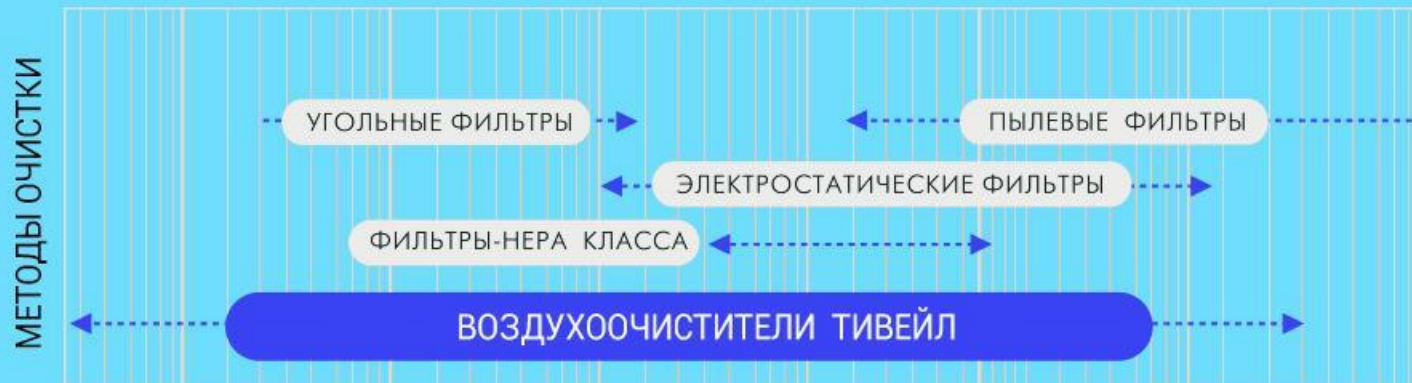 МЕТОДЫ ОЧИСТКИ
УГОЛЬНЫЕ ФИЛЬТРЫ
ПЫЛЕВЫЕ ФИЛЬТРЫ
ЭЛЕКТРОСТАТИЧЕСКИЕ ФИЛЬТРЫ
ФИЛЬТРЫ-НЕРА КЛАССА
ВОЗДУХООЧИСТИТЕЛИ ТИВЕЙЛ